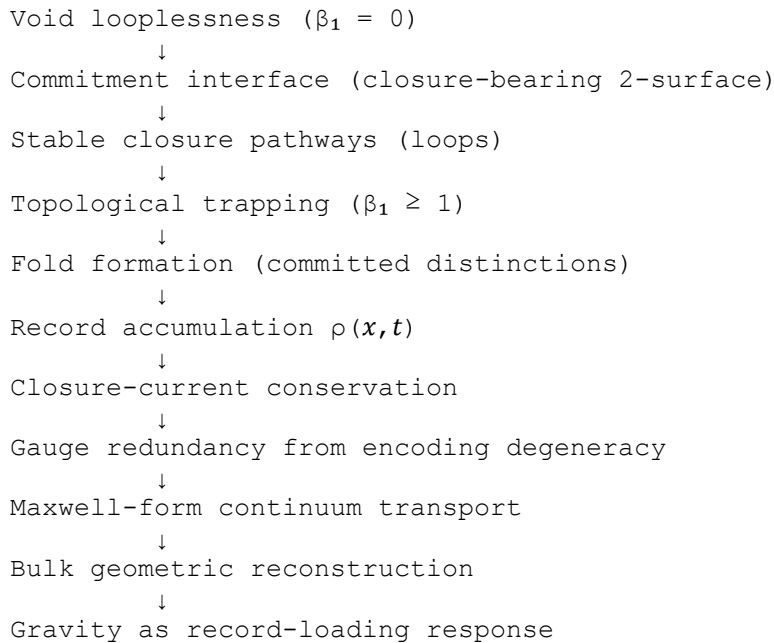 Void looplessness (β₁ = 0)
↓
Commitment interface (closure-bearing 2-surface)
↓
Stable closure pathways (loops)
↓
Topological trapping (β₁ ≥ 1)
↓
Fold formation (committed distinctions)
↓
Record accumulation ρ(x,t)
↓
Closure-current conservation
↓
Gauge redundancy from encoding degeneracy
↓
Maxwell-form continuum transport
↓
Bulk geometric reconstruction
↓
Gravity as record-loading response